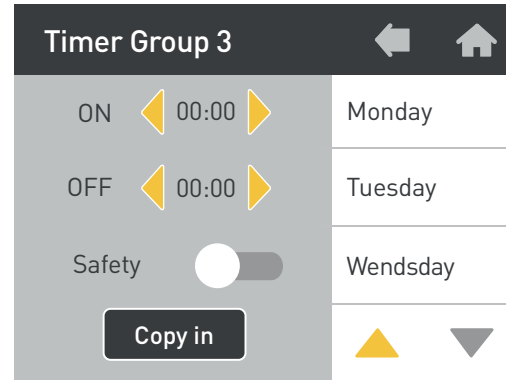 Timer Group 3
ON 00:00
OFF 00:00
Safety
Copy in
Monday
Tuesday
Wendsday